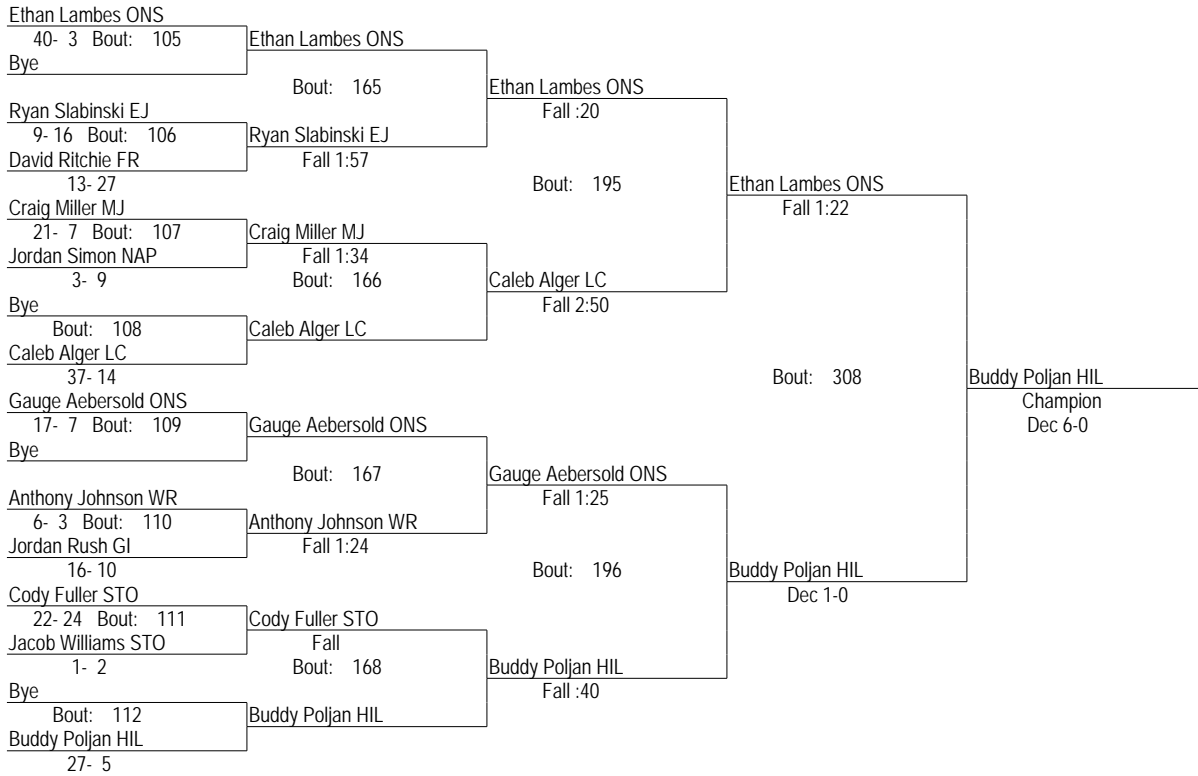 Ethan Lambes ONS
40- 3 Bout: 105
Ethan Lambes ONS
Bye
Bout: 165
Ethan Lambes ONS
Ryan Slabinski EJ
Fall :20
9- 16 Bout: 106
Ryan Slabinski EJ
David Ritchie FR
Fall 1:57
13- 27
Bout: 195
Ethan Lambes ONS
Craig Miller MJ
Fall 1:22
21- 7 Bout: 107
Craig Miller MJ
Jordan Simon NAP
Fall 1:34
3- 9
Bout: 166
Caleb Alger LC
Bye
Fall 2:50
Bout: 108
Caleb Alger LC
Caleb Alger LC
37- 14
Bout: 308
Buddy Poljan HIL
Gauge Aebersold ONS
Champion
17- 7 Bout: 109
Gauge Aebersold ONS
Dec 6-0
Bye
Bout: 167
Gauge Aebersold ONS
Anthony Johnson WR
Fall 1:25
6- 3 Bout: 110
Anthony Johnson WR
Jordan Rush GI
Fall 1:24
16- 10
Bout: 196
Buddy Poljan HIL
Cody Fuller STO
Dec 1-0
22- 24 Bout: 111
Cody Fuller STO
Jacob Williams STO
Fall
1- 2
Bout: 168
Buddy Poljan HIL
Bye
Fall :40
Bout: 112
Buddy Poljan HIL
Buddy Poljan HIL
27- 5